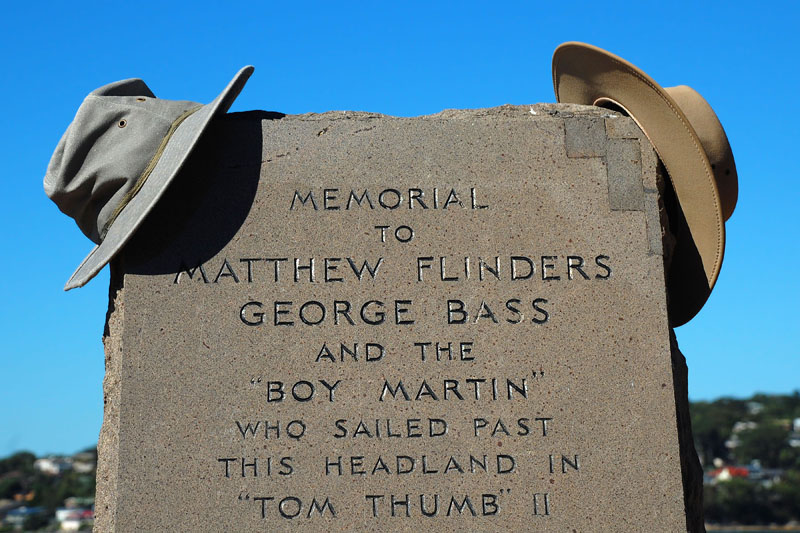 MEMORIAL
TO
MATTHEW FLINDERS
GEORGE BASS
AND THE
"BOY MARTIN"
WHO SAILED PAST
THIS HEADLAND IN
"TOM THUMB" II